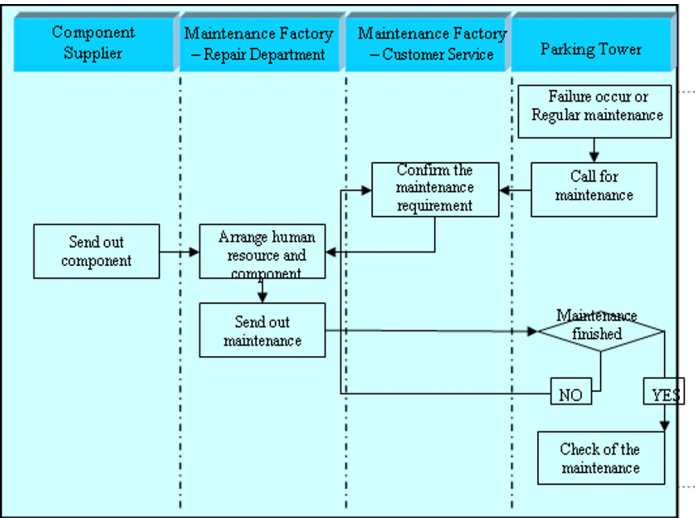 Component
Supplier
Maintenance Factory
– Repair Department
Maintenance Factory
– Customer Service
Parking Tower
Failure occur or
Regular maintenance
Call for
maintenance
Confirm the
maintenance
requirement
Send out
component
Arrange human
resource and
component
Send out
maintenance
Maintenance
finished
NO
YES
Check of the
maintenance